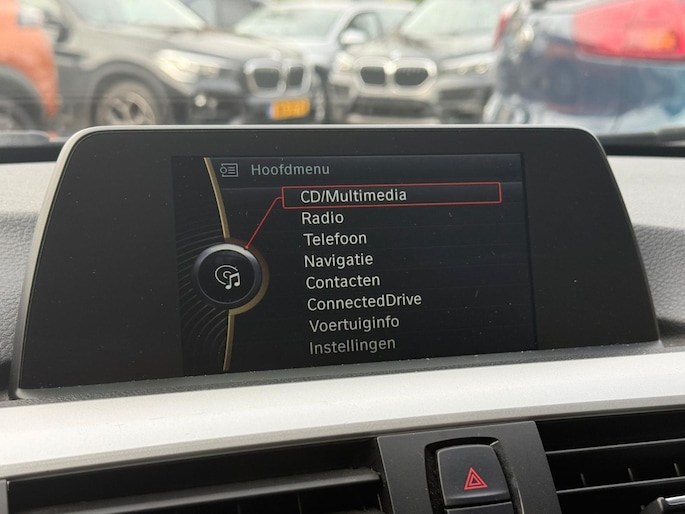 Hoofdmenu
CD/Multimedia
Radio
Telefoon
Navigatie
Contacten
ConnectedDrive
Voertuiginfo
Instellingen